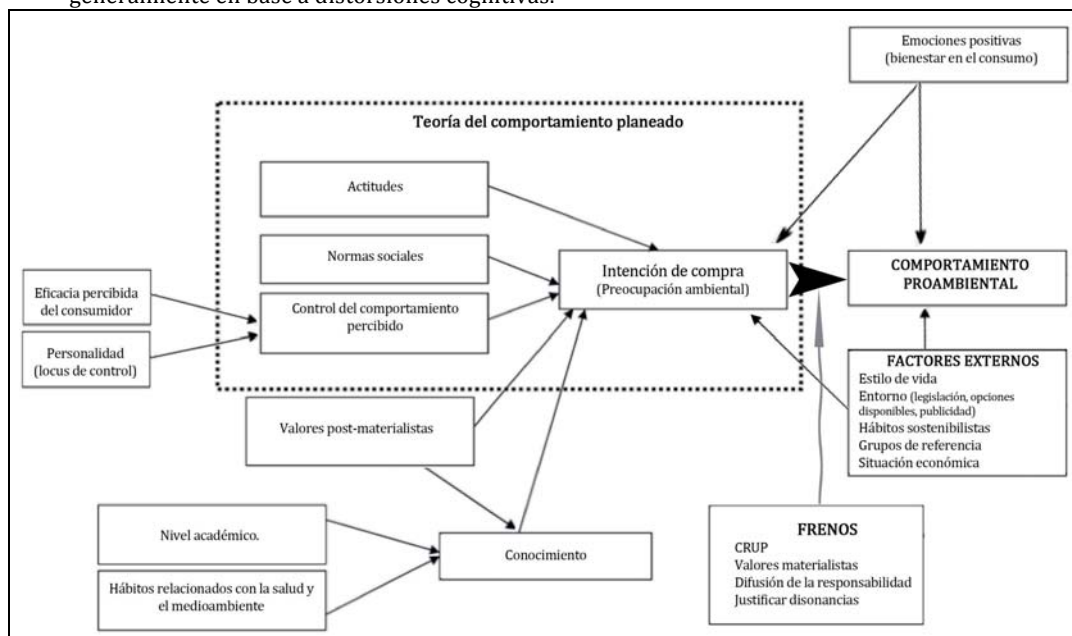 generalmente en base a distorsiones cognitivas.
Emociones positivas
(bienestar en el consumo)
Teoría del comportamiento planeado
Actitudes
Normas sociales
Intención de compra
(Preocupación ambiental)
COMPORTAMIENTO
PROAMBIENTAL
Eficacia percibida
del consumidor
Control del comportamiento
percibido
Personalidad
(locus de control)
FACTORES EXTERNOS
Estilo de vida
Entorno (legislación, opciones
disponibles, publicidad)
Hábitos sostenibilistas
Grupos de referencia
Situación económica
Valores post-materialistas
Nivel académico.
Conocimiento
Hábitos relacionados con la salud y
el medioambiente
FRENOS
CRUP
Valores materialistas
Difusión de la responsabilidad
Justificar disonancias